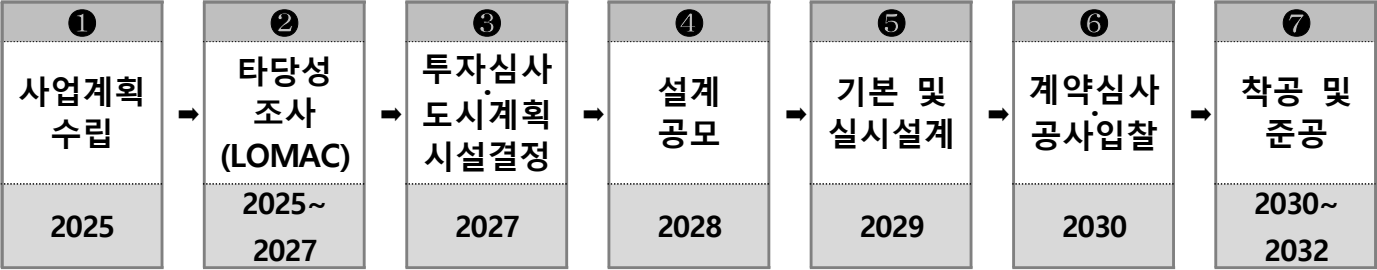 ❶
사업계획
수립
2025
➡
❷
타당성
조사
(LOMAC)
2025~
2027
➡
❸
투자심사
·
도시계획
시설결정
2027
➡
❹
설계
공모
2028
➡
❺
기본 및
실시설계
2029
➡
❻
계약심사
·
공사입찰
2030
➡
❼
착공 및
준공
2030~
2032